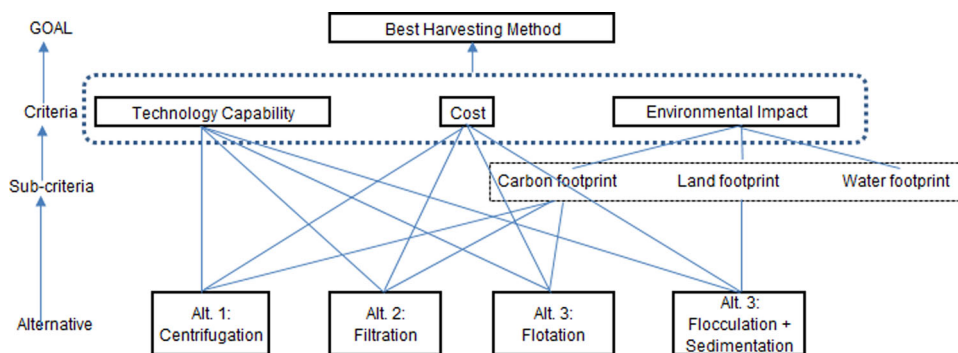 GOAL
Best Harvesting Method
Criteria
Technology Capability
Cost
Environmental Impact
Sub-criteria
Carbon footprint
Land footprint
Water footprint
Alternative
Alt. 1:
Centrifugation
Alt. 2:
Filtration
Alt. 3:
Flotation
Alt. 3:
Flocculation +
Sedimentation